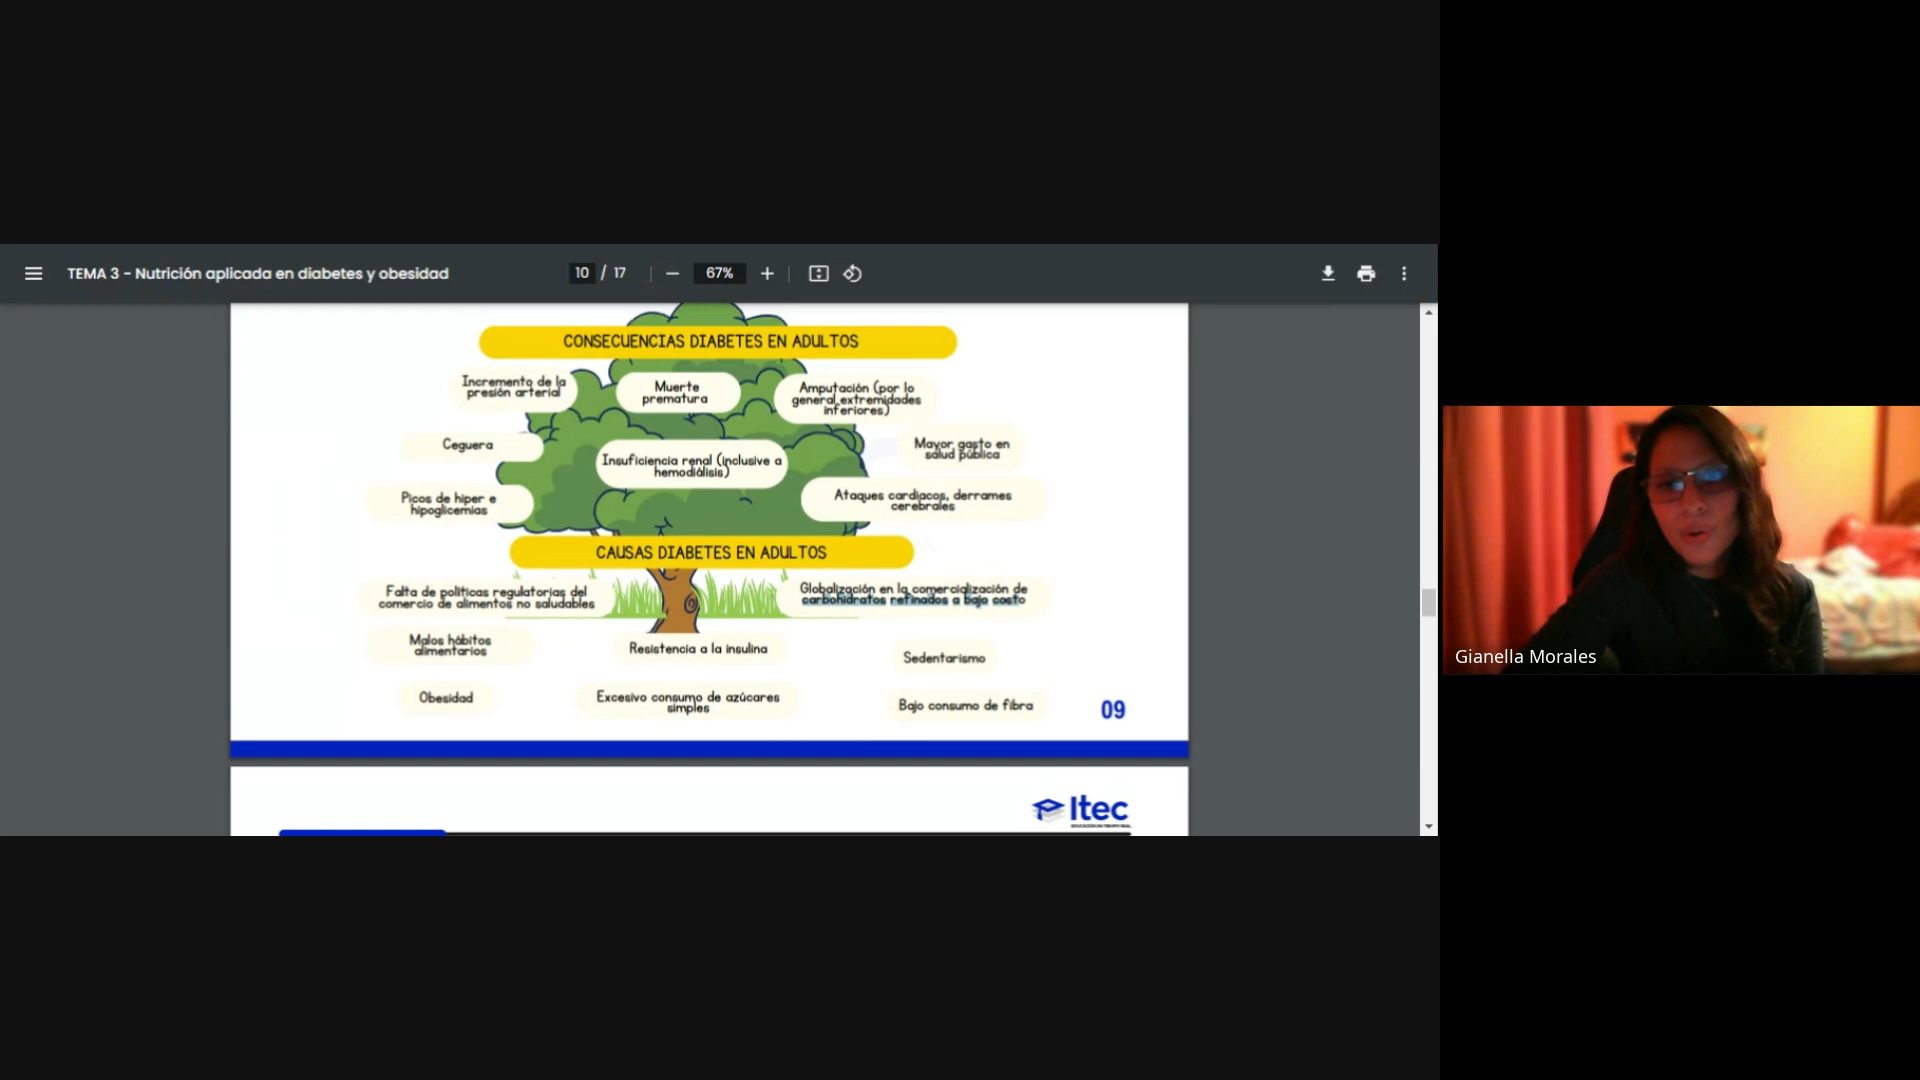 TEMA 3 - Nutrición aplicada en diabetes y obesidad
10 / 17
67%
CONSECUENCIAS DIABETES EN ADULTOS
Incremento de la
presión arterial
Muerte
prematura
Amputación (por lo
general extremidades
inferiores)
Ceguera
Insuficiencia renal (inclusive a
hemodiálisis)
Mayor gasto en
salud pública
Picos de hiper e
hipoglicemias
Ataques cardiacos, derrames
cerebrales
CAUSAS DIABETES EN ADULTOS
Falta de políticas regulatorias del
comercio de alimentos no saludables
Globalización en la comercialización de
carbohidratos refinados a bajo costo
Malos hábitos
alimentarios
Resistencia a la insulina
Sedentarismo
Obesidad
Excesivo consumo de azúcares
simples
Bajo consumo de fibra
09
Itec
Gianella Morales